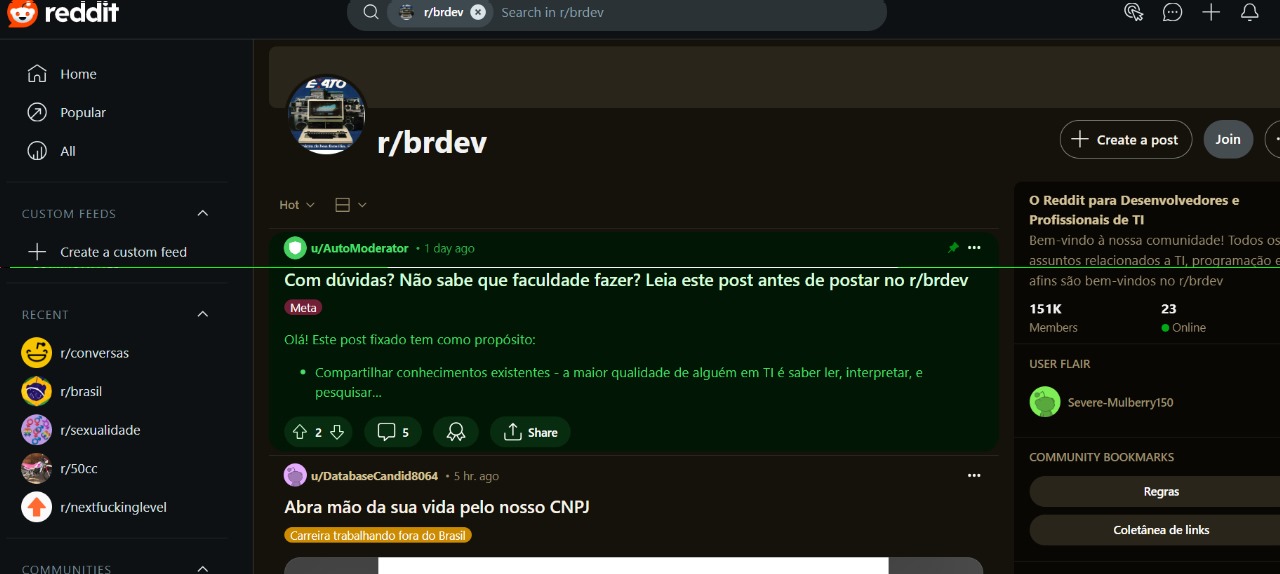 reddit
r/brdev
Search in r/brdev
Home
Popular
All
CUSTOM FEEDS
Create a custom feed
RECENT
r/conversas
r/brasil
r/sexualidade
r/50cc
r/nextfuckinglevel
COMMUNITIES
r/brdev
Create a post
Join
Hot
u/AutoModerator • 1 day ago
Com dúvidas? Não sabe que faculdade fazer? Leia este post antes de postar no r/brdev
Meta
Olá! Este post fixado tem como propósito:
• Compartilhar conhecimentos existentes - a maior qualidade de alguém em TI é saber ler, interpretar, e
pesquisar...
2
5
Share
u/DatabaseCandid8064 • 5 hr. ago
Abra mão da sua vida pelo nosso CNPJ
Carreira trabalhando fora do Brasil
O Reddit para Desenvolvedores e
Profissionais de TI
Bem-vindo à nossa comunidade! Todos os
assuntos relacionados a TI, programação e
afins são bem-vindos no r/brdev
151K
Members
23
Online
USER FLAIR
Severe-Mulberry150
COMMUNITY BOOKMARKS
Regras
Coletânea de links